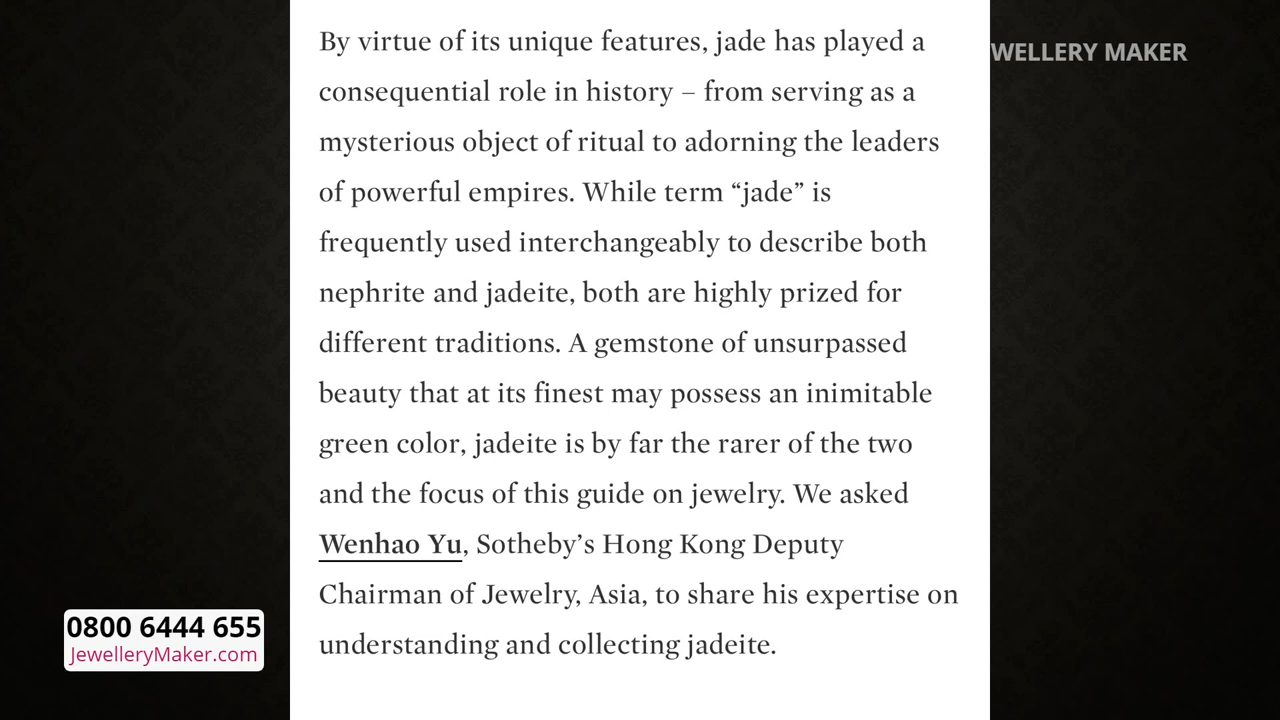 By virtue of its unique features, jade has played a
consequential role in history – from serving as a
mysterious object of ritual to adorning the leaders
of powerful empires. While term “jade” is
frequently used interchangeably to describe both
nephrite and jadeite, both are highly prized for
different traditions. A gemstone of unsurpassed
beauty that at its finest may possess an inimitable
green color, jadeite is by far the rarer of the two
and the focus of this guide on jewelry. We asked
Wenhao Yu, Sotheby’s Hong Kong Deputy
Chairman of Jewelry, Asia, to share his expertise on
understanding and collecting jadeite.
WELLERY MAKER
0800 6444 655
JewelleryMaker.com